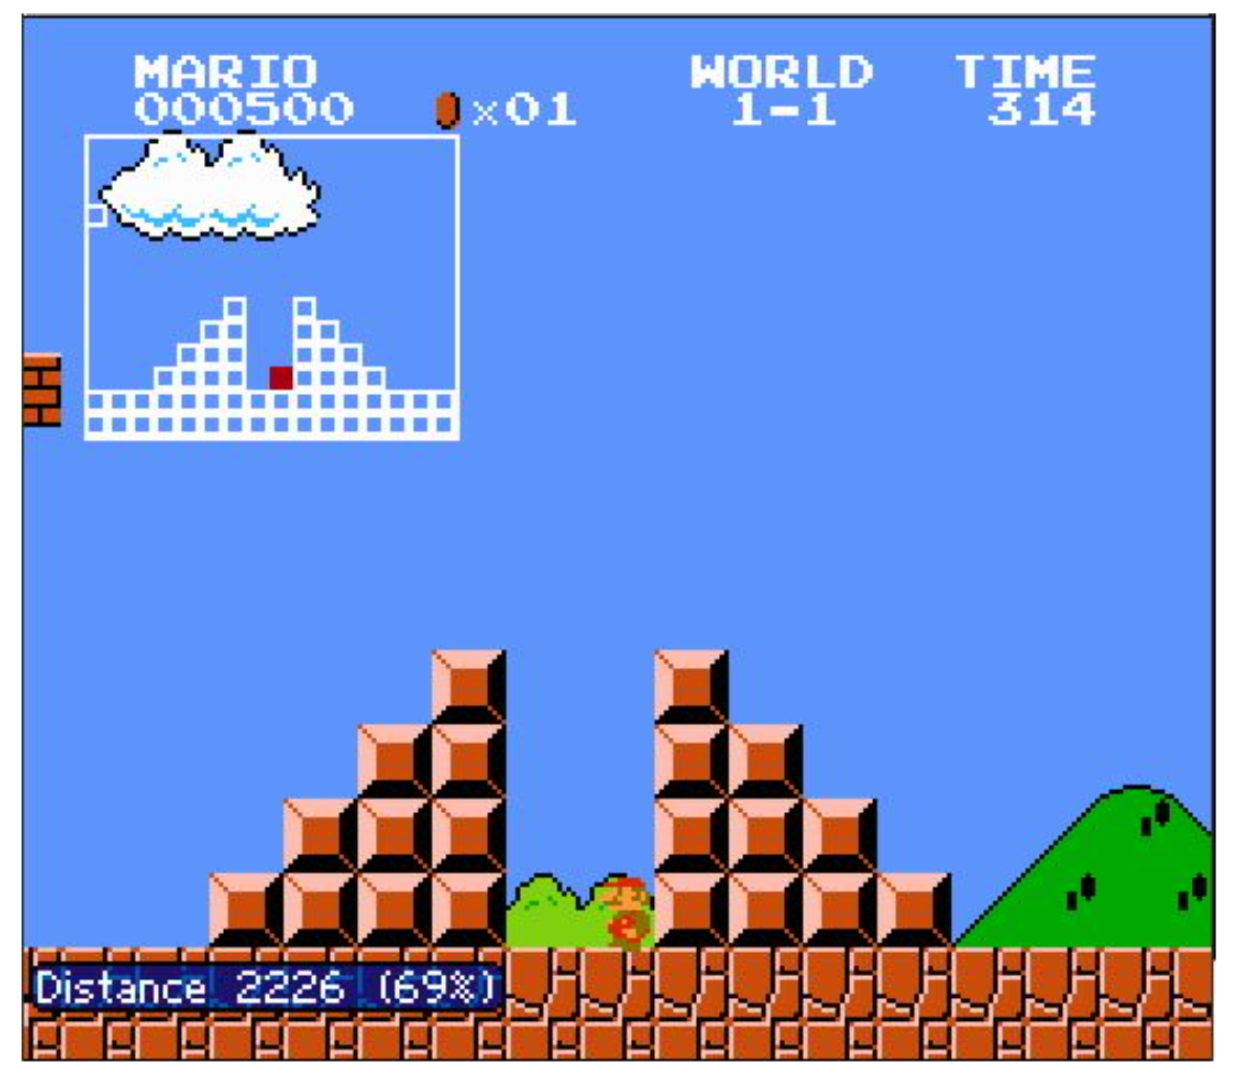 MARIO WORLD TIME
000500 ×01 1-1 314
Distance 2226 (69%)